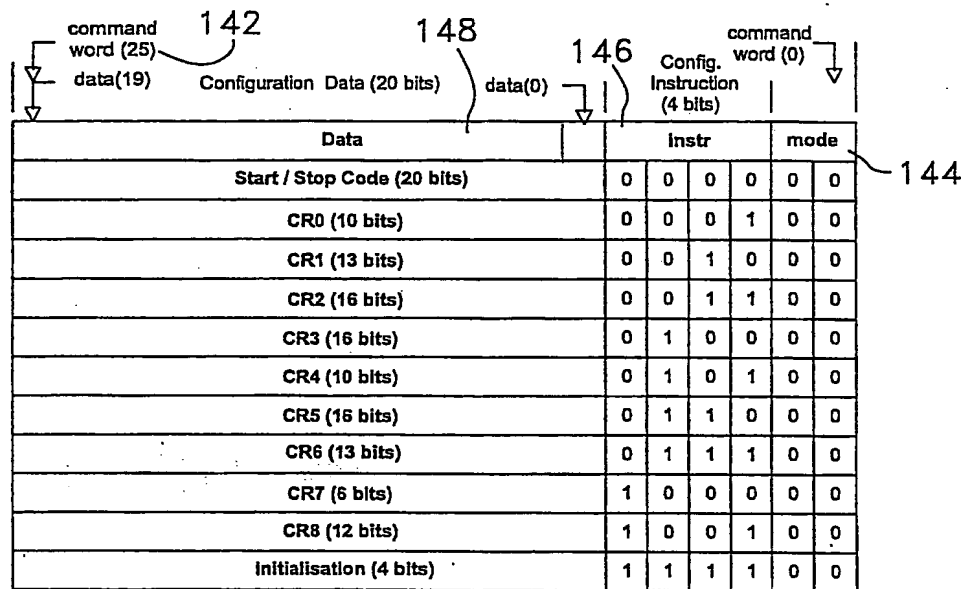 command word (25)
142
148
146
command word (0)
data(19)
Configuration Data (20 bits)
data(0)
Config. Instruction (4 bits)
Data instr mode
144
Start / Stop Code (20 bits) 0 0 0 0 0 0
CR0 (10 bits) 0 0 0 1 0 0
CR1 (13 bits) 0 0 1 0 0 0
CR2 (16 bits) 0 0 1 1 0 0
CR3 (16 bits) 0 1 0 0 0 0
CR4 (10 bits) 0 1 0 1 0 0
CR5 (16 bits) 0 1 1 0 0 0
CR6 (13 bits) 0 1 1 1 0 0
CR7 (6 bits) 1 0 0 0 0 0
CR8 (12 bits) 1 0 0 1 0 0
Initialisation (4 bits) 1 1 1 1 0 0